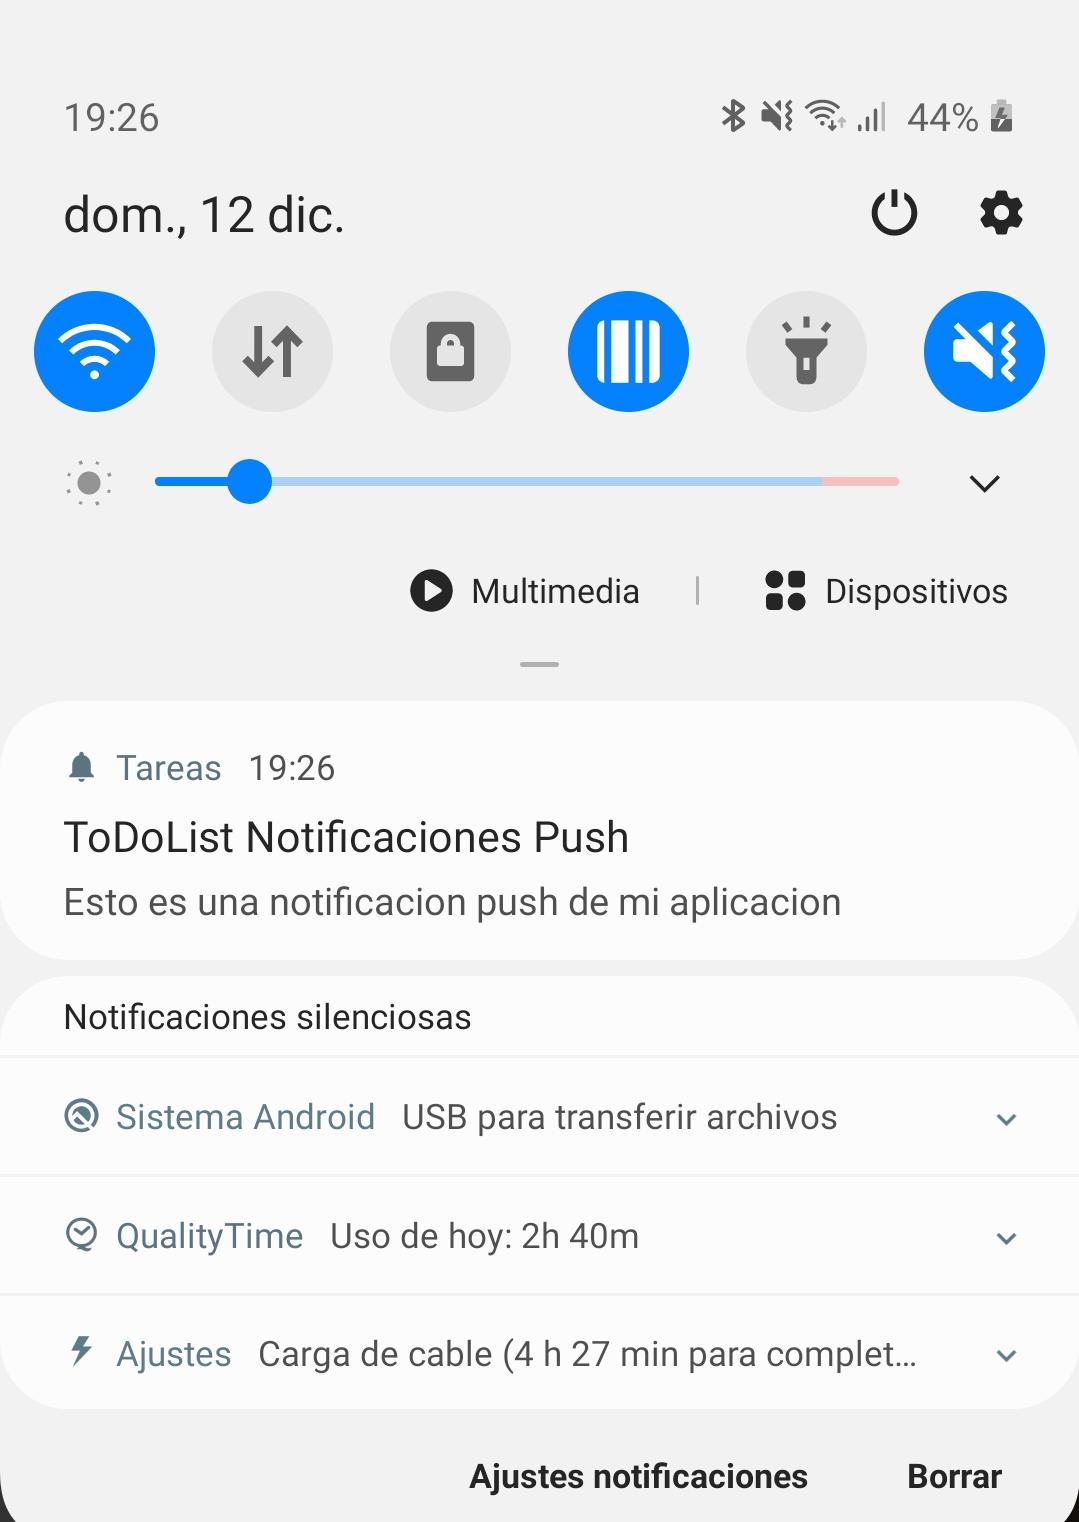 19:26 44%
dom., 12 dic.
Multimedia | Dispositivos
Tareas 19:26
ToDoList Notificaciones Push
Esto es una notificacion push de mi aplicacion
Notificaciones silenciosas
Sistema Android USB para transferir archivos
QualityTime Uso de hoy: 2h 40m
Ajustes Carga de cable (4 h 27 min para complet...
Ajustes notificaciones Borrar